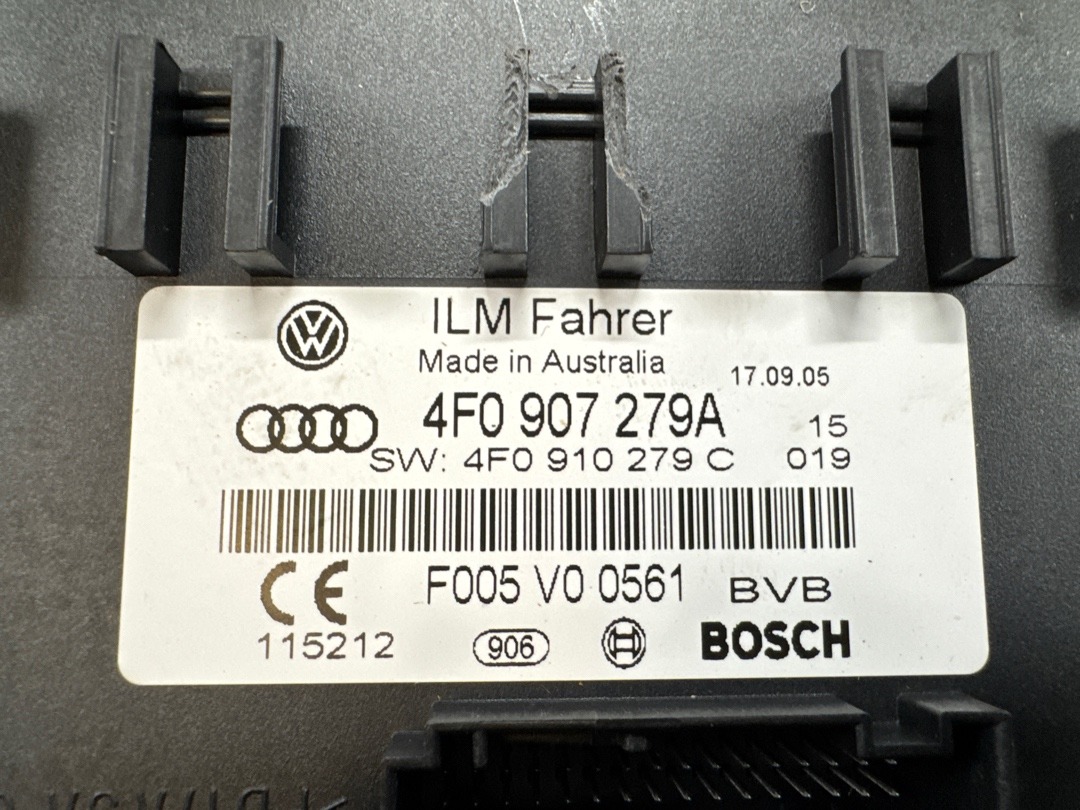 ILM Fahrer
Made in Australia
17.09.05
4F0 907 279A 15
SW: 4F0 910 279 C 019
CE F005 V0 0561 BVB
115212 906 BOSCH